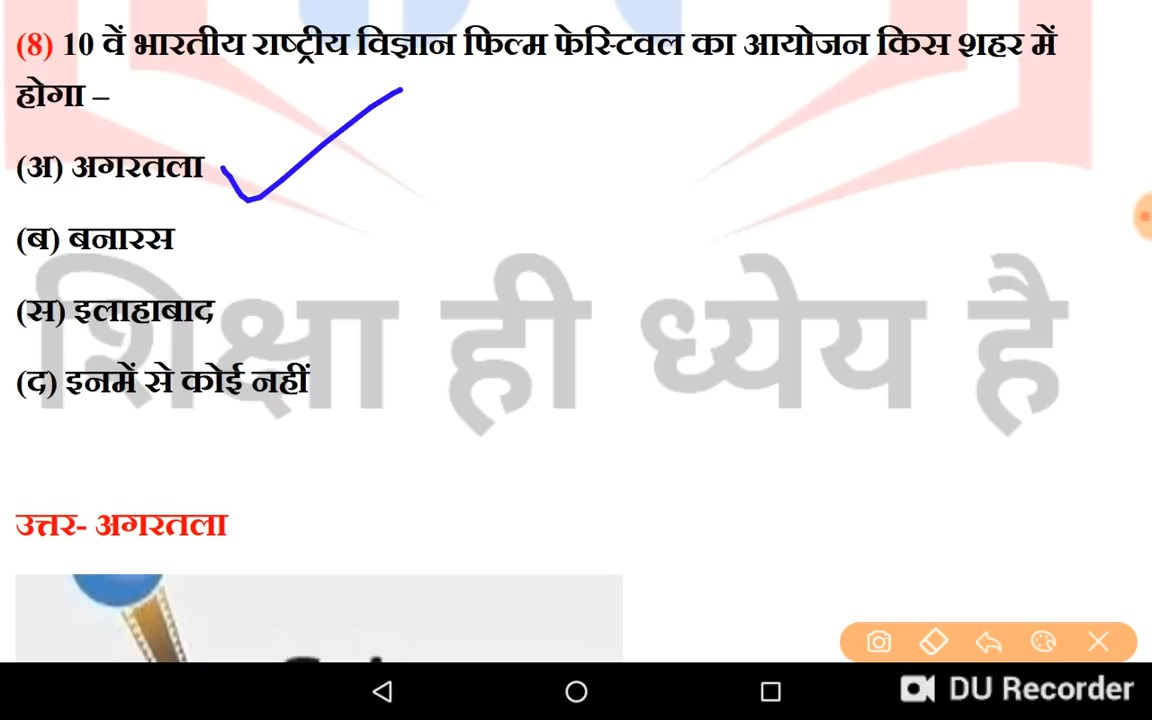 (8) 10 वें भारतीय राष्ट्रीय विज्ञान फिल्म फेस्टिवल का आयोजन किस शहर में
होगा –
(अ) अगरतला
(ब) बनारस
(स) इलाहाबाद
शिक्षा ही ध्येय है
(द) इनमें से कोई नहीं
उत्तर- अगरतला
DU Recorder